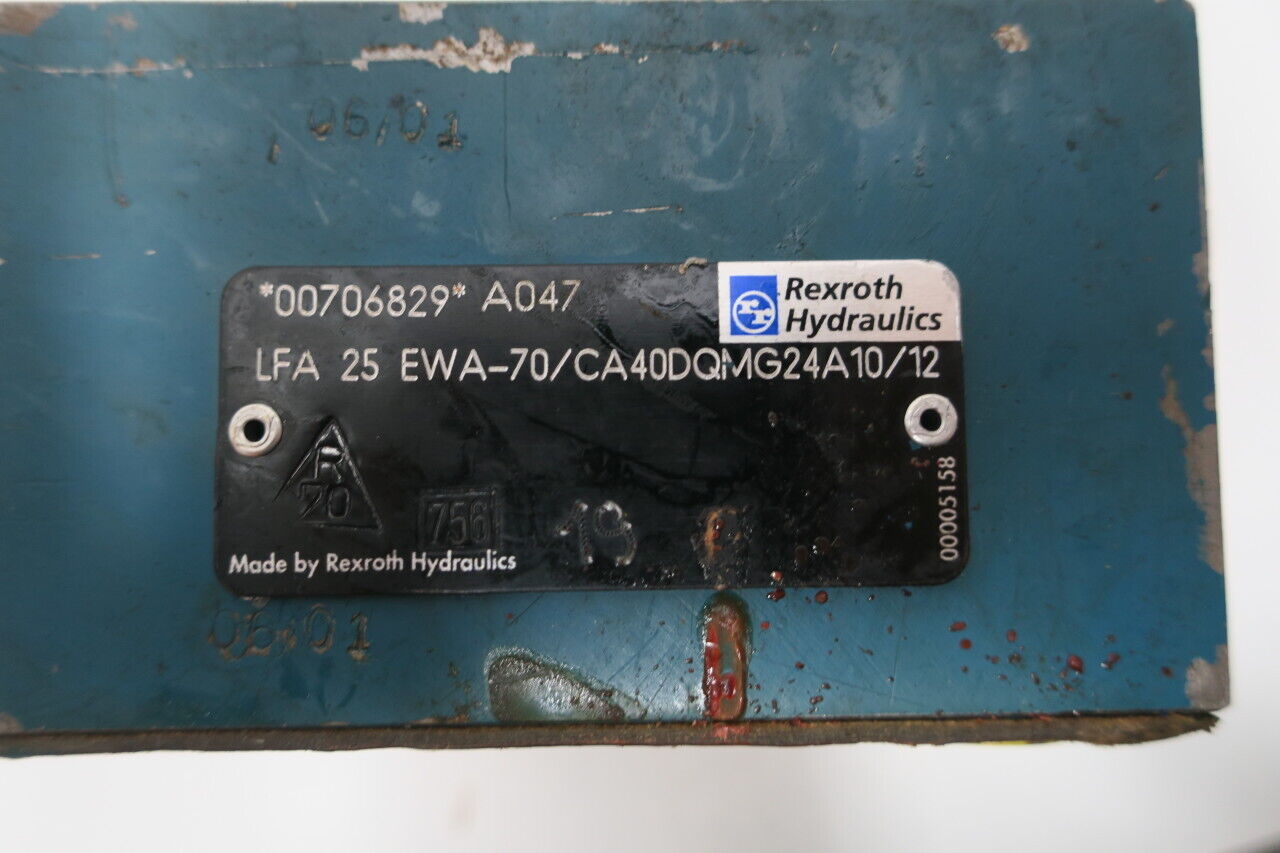 06/01
*00706829* A047
Rexroth
Hydraulics
LFA 25 EWA-70/CA40DQMG24A10/12
R
70
756
19
00005158
Made by Rexroth Hydraulics
06.01